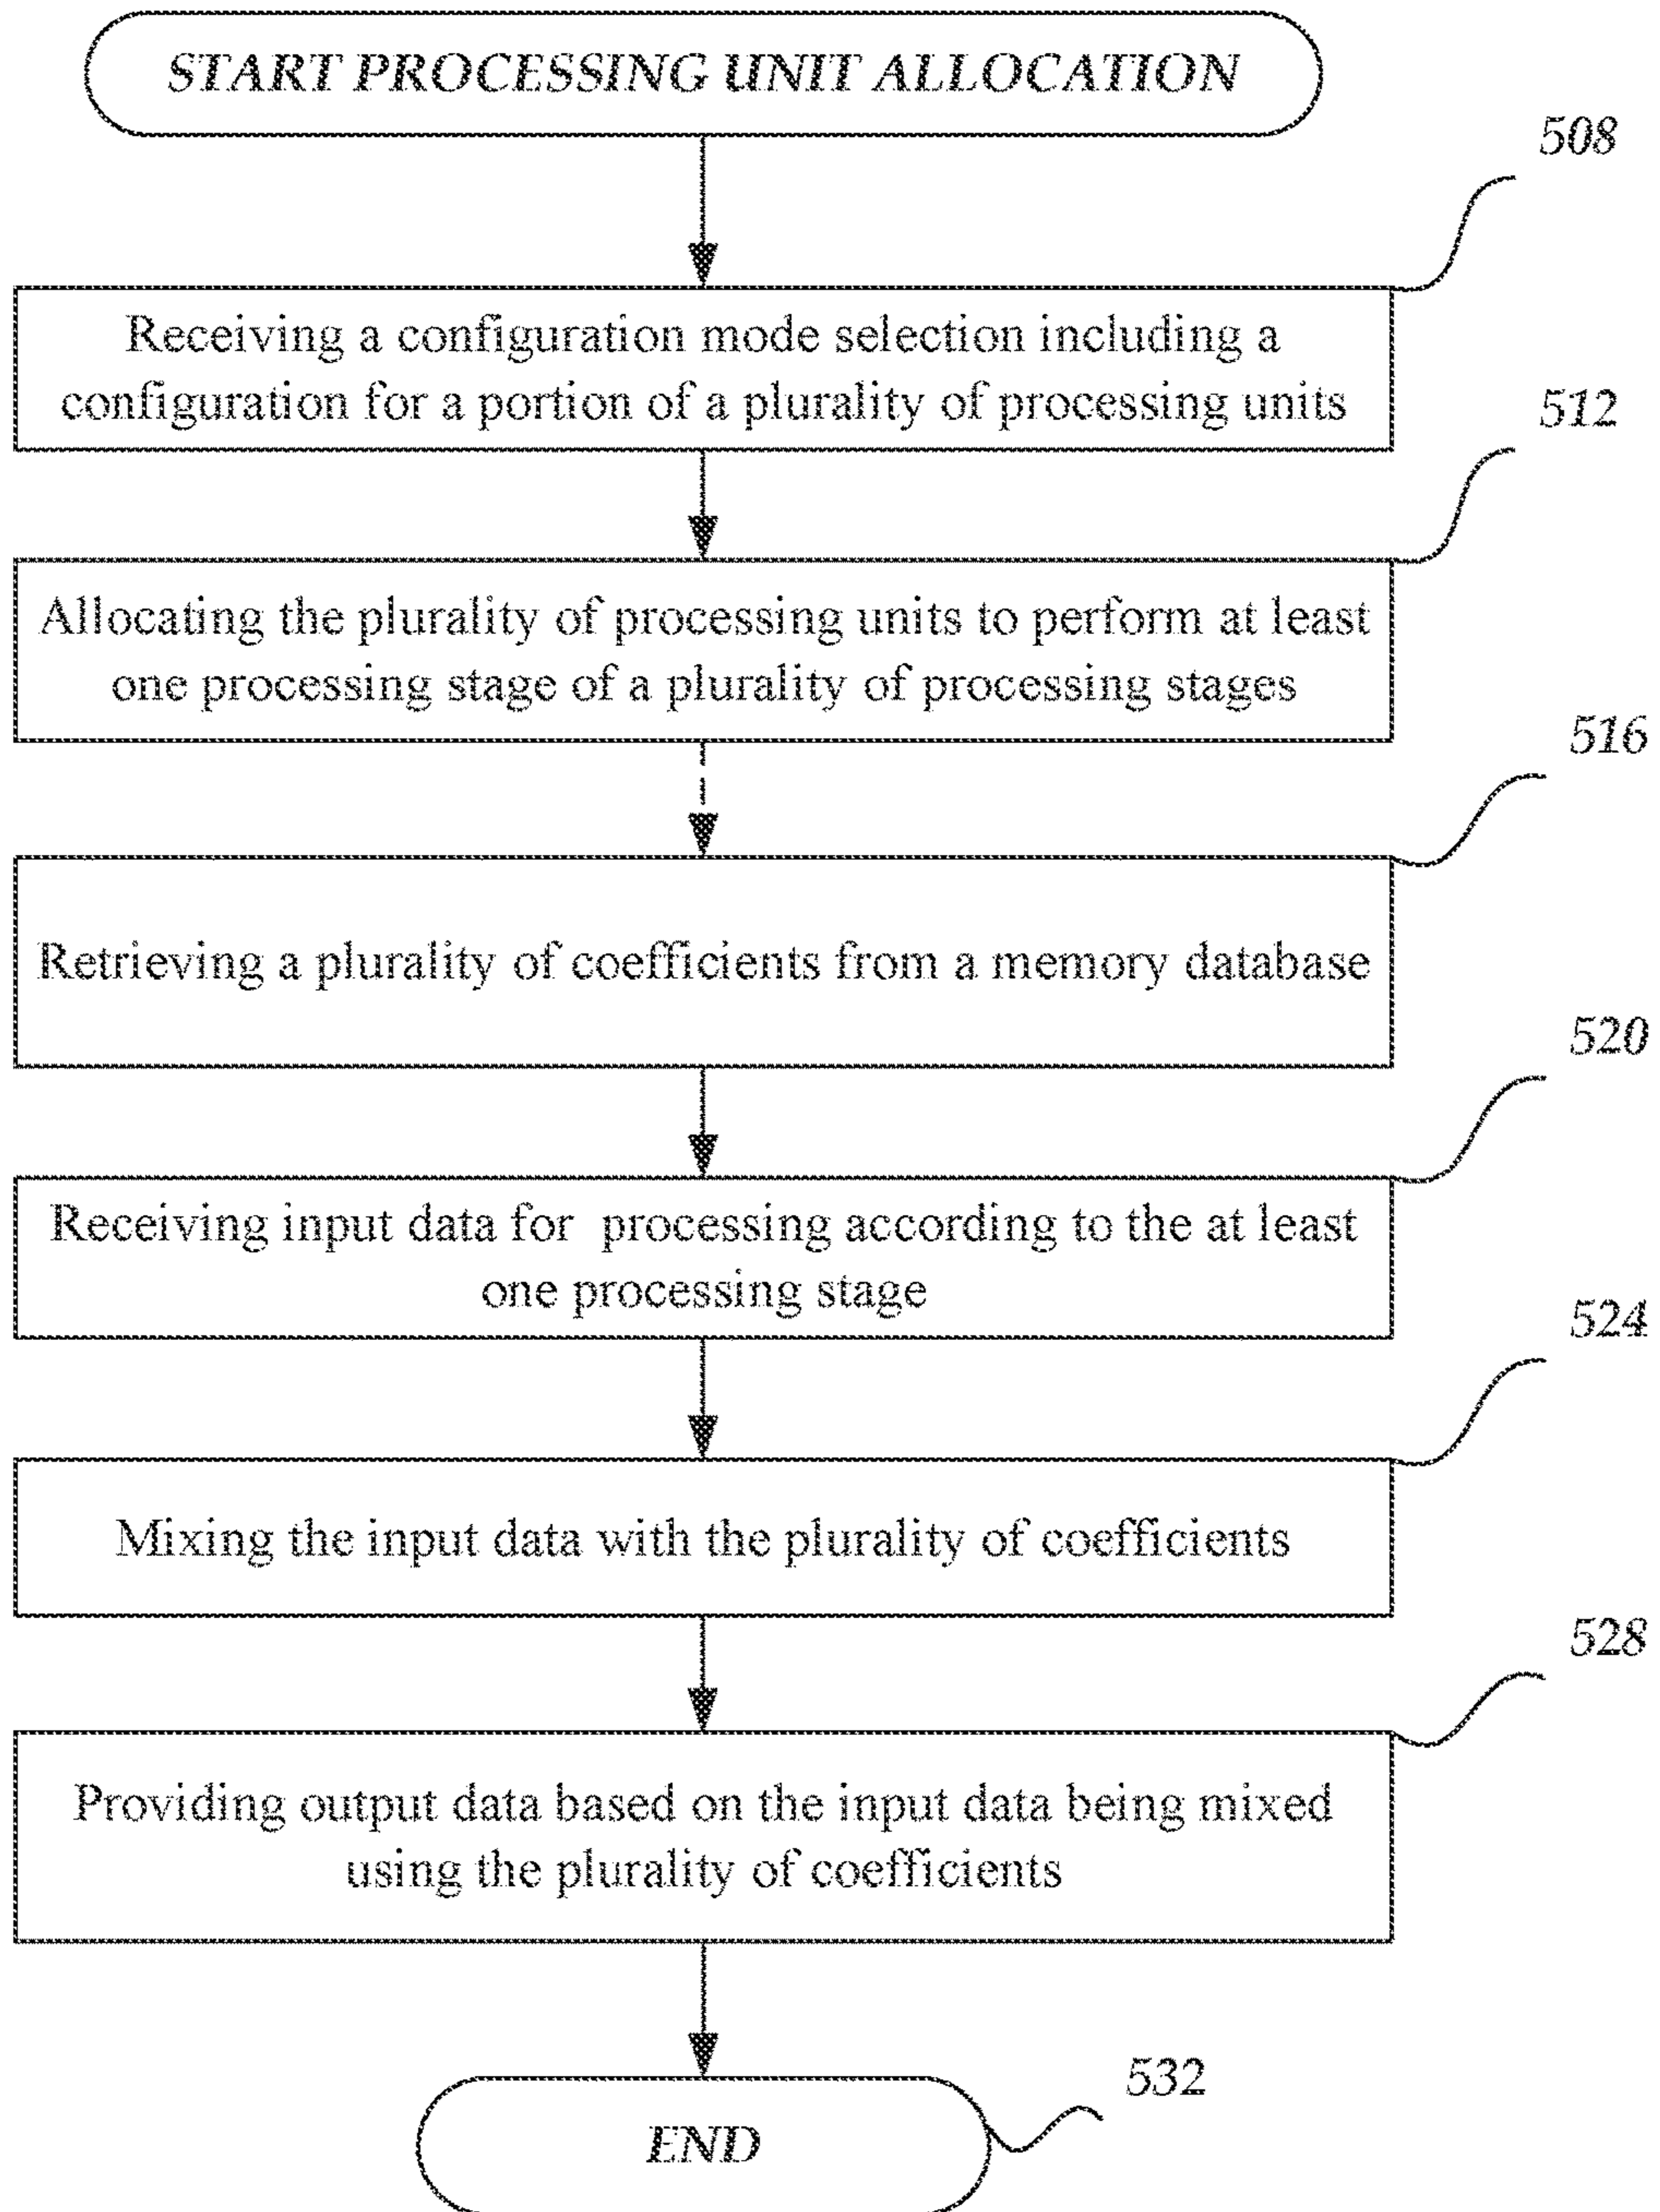 START PROCESSING UNIT ALLOCATION
508
Receiving a configuration mode selection including a
configuration for a portion of a plurality of processing units
512
Allocating the plurality of processing units to perform at least
one processing stage of a plurality of processing stages
516
Retrieving a plurality of coefficients from a memory database
520
Receiving input data for processing according to the at least
one processing stage
524
Mixing the input data with the plurality of coefficients
528
Providing output data based on the input data being mixed
using the plurality of coefficients
532
END